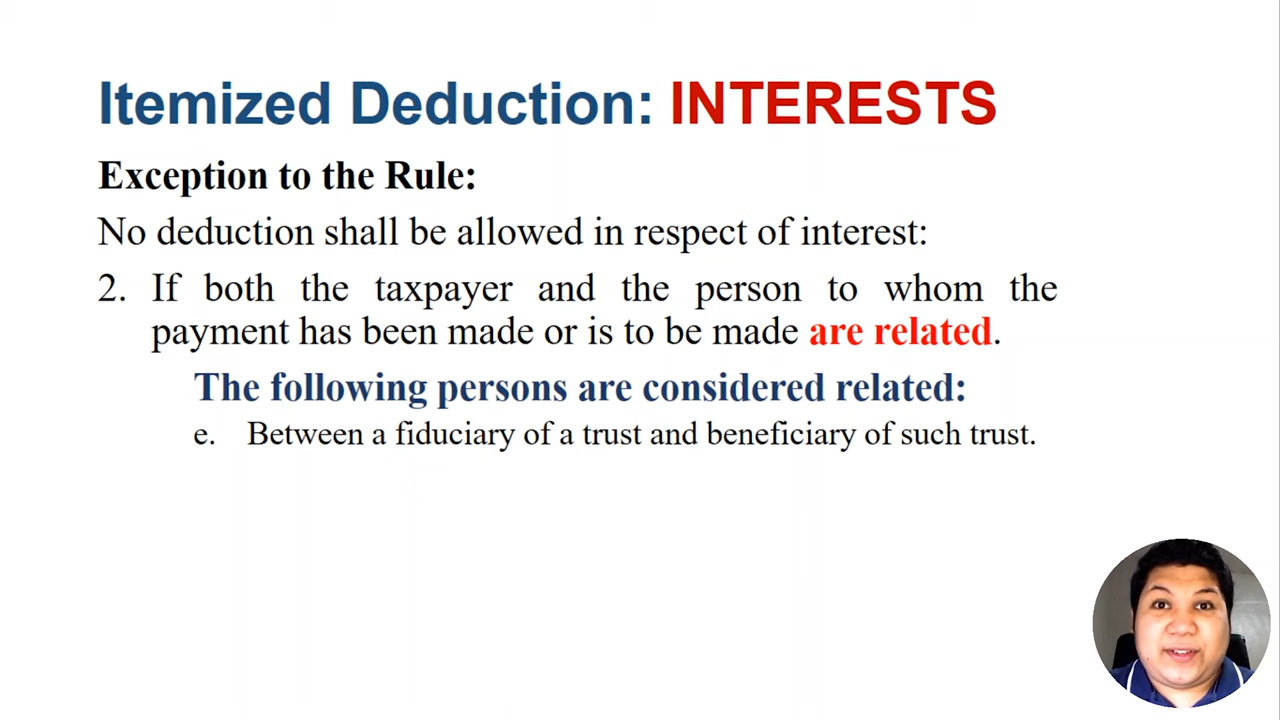 Itemized Deduction: INTERESTS
Exception to the Rule:
No deduction shall be allowed in respect of interest:
2. If both the taxpayer and the person to whom the
payment has been made or is to be made are related.
The following persons are considered related:
e. Between a fiduciary of a trust and beneficiary of such trust.